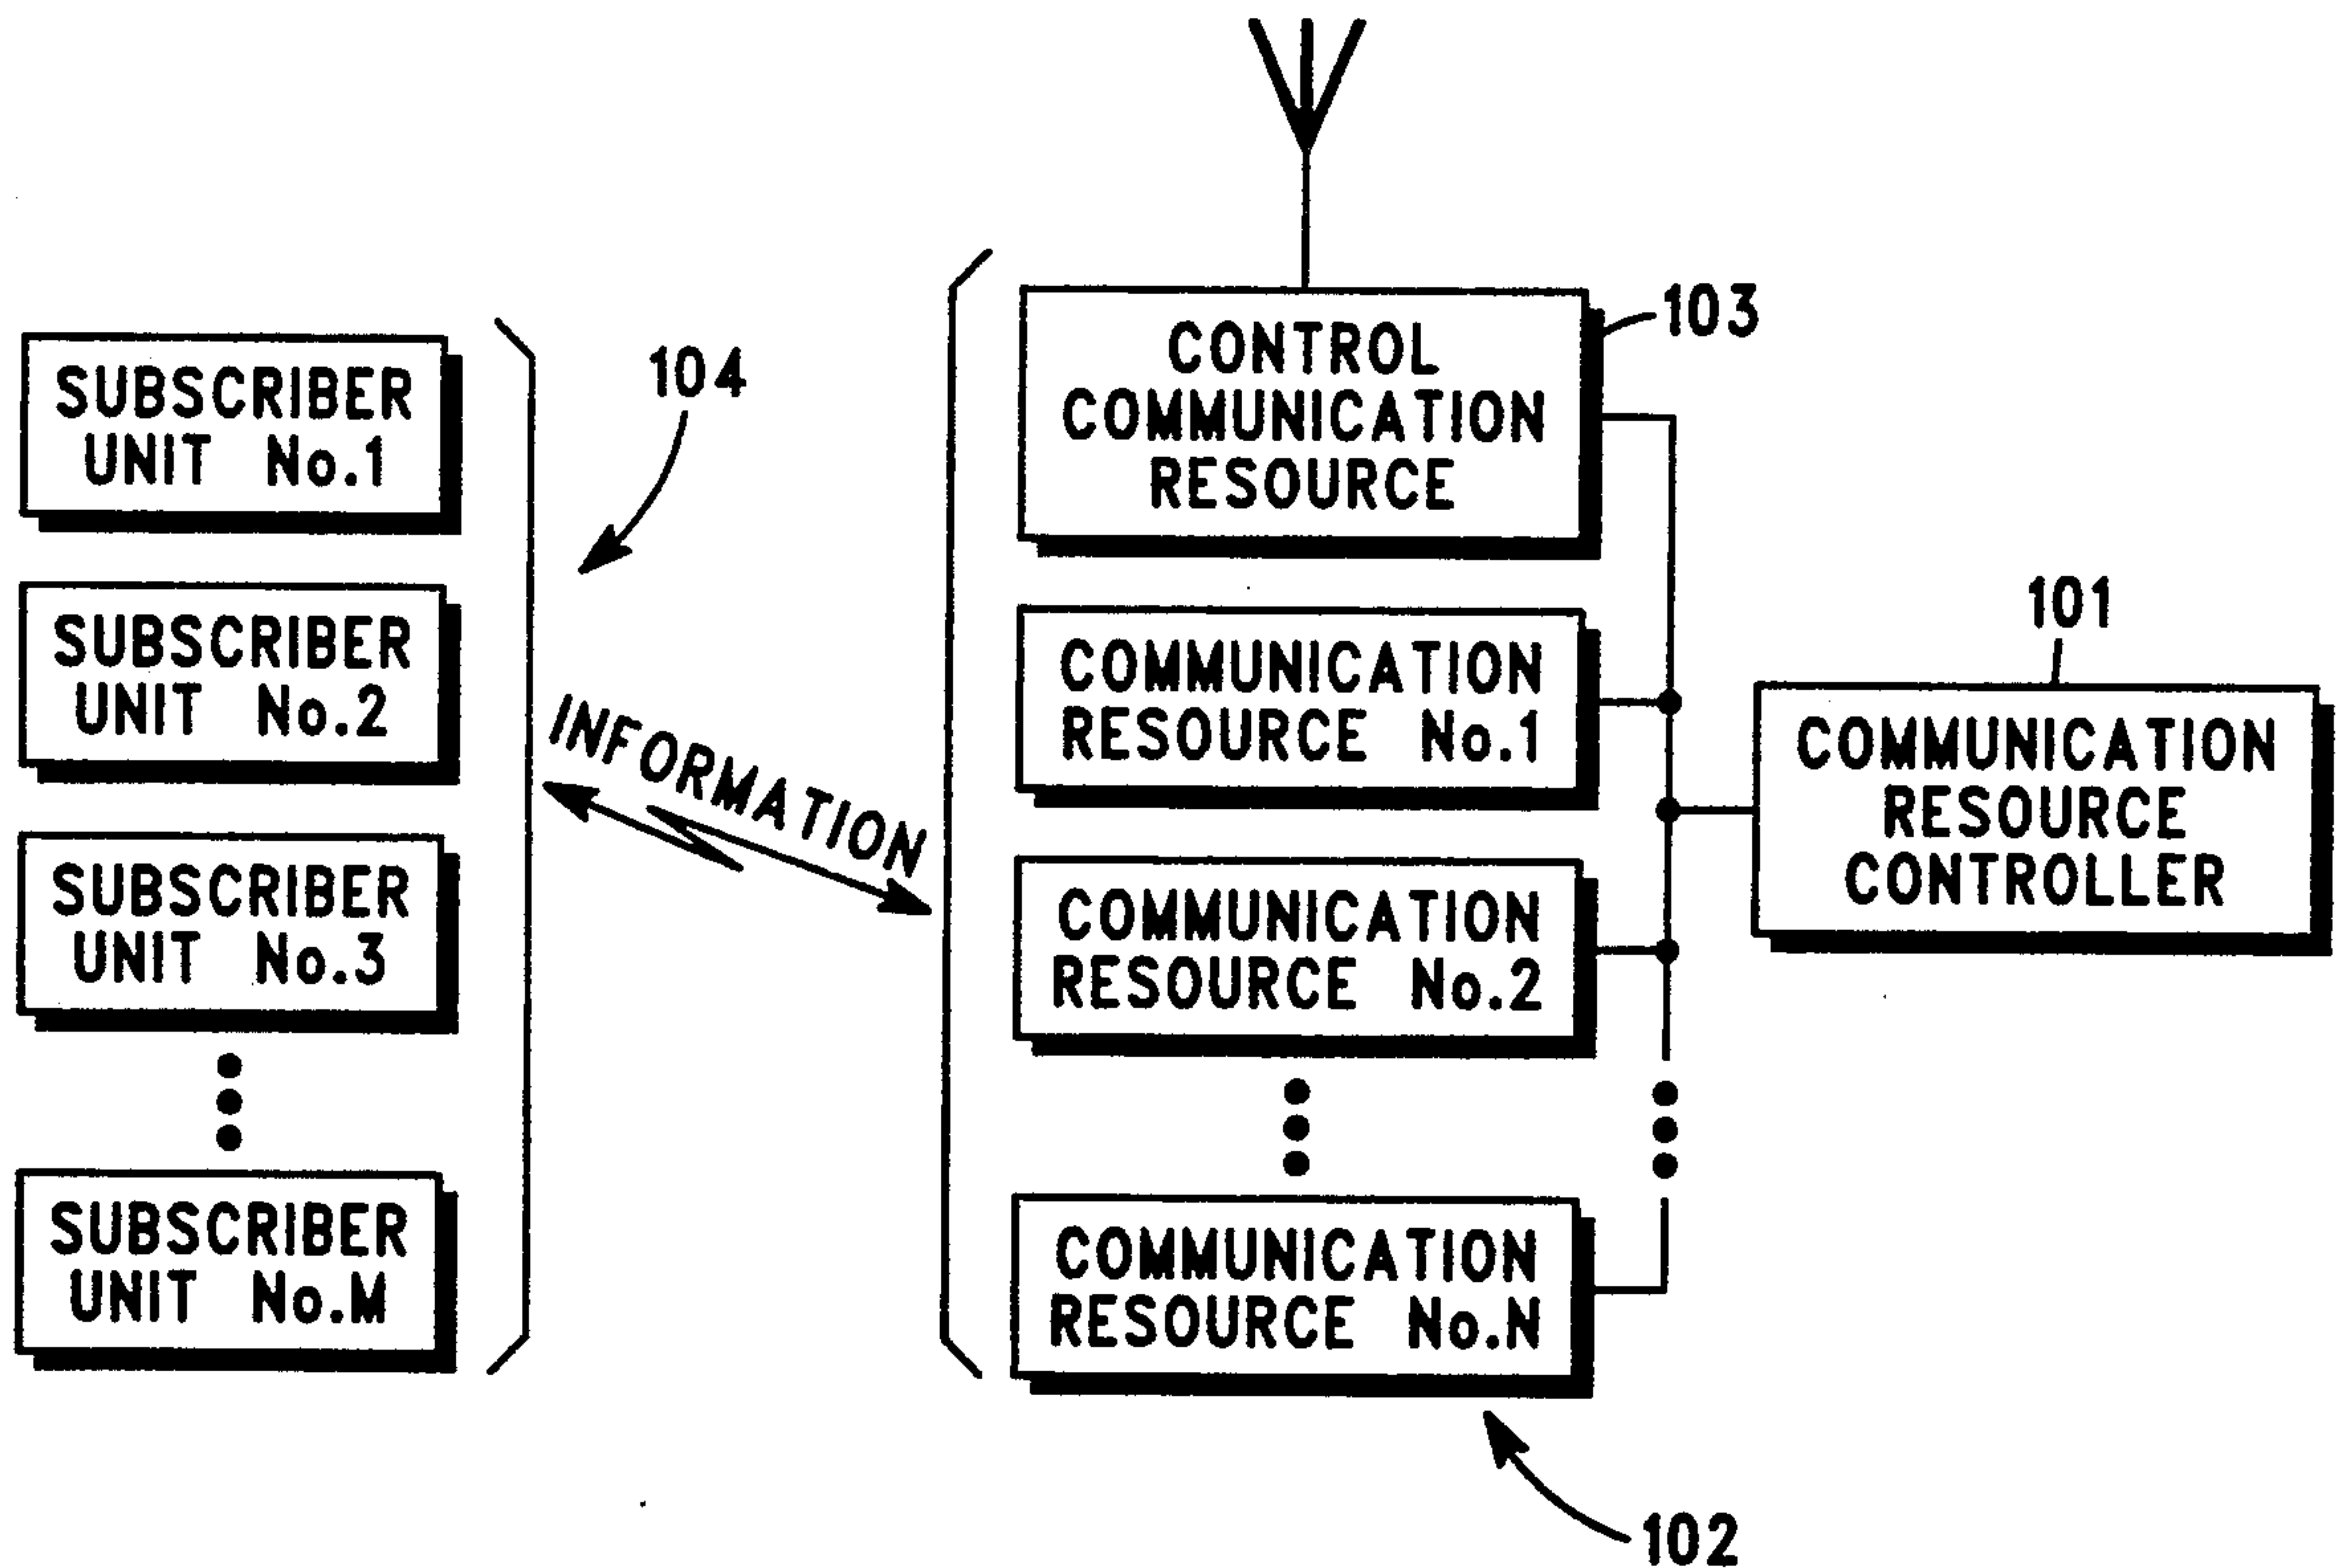 SUBSCRIBER
UNIT No.1
SUBSCRIBER
UNIT No.2
SUBSCRIBER
UNIT No.3
SUBSCRIBER
UNIT No.M
104
INFORMATION
CONTROL
COMMUNICATION
RESOURCE
103
COMMUNICATION
RESOURCE No.1
COMMUNICATION
RESOURCE No.2
COMMUNICATION
RESOURCE No.N
102
101
COMMUNICATION
RESOURCE
CONTROLLER